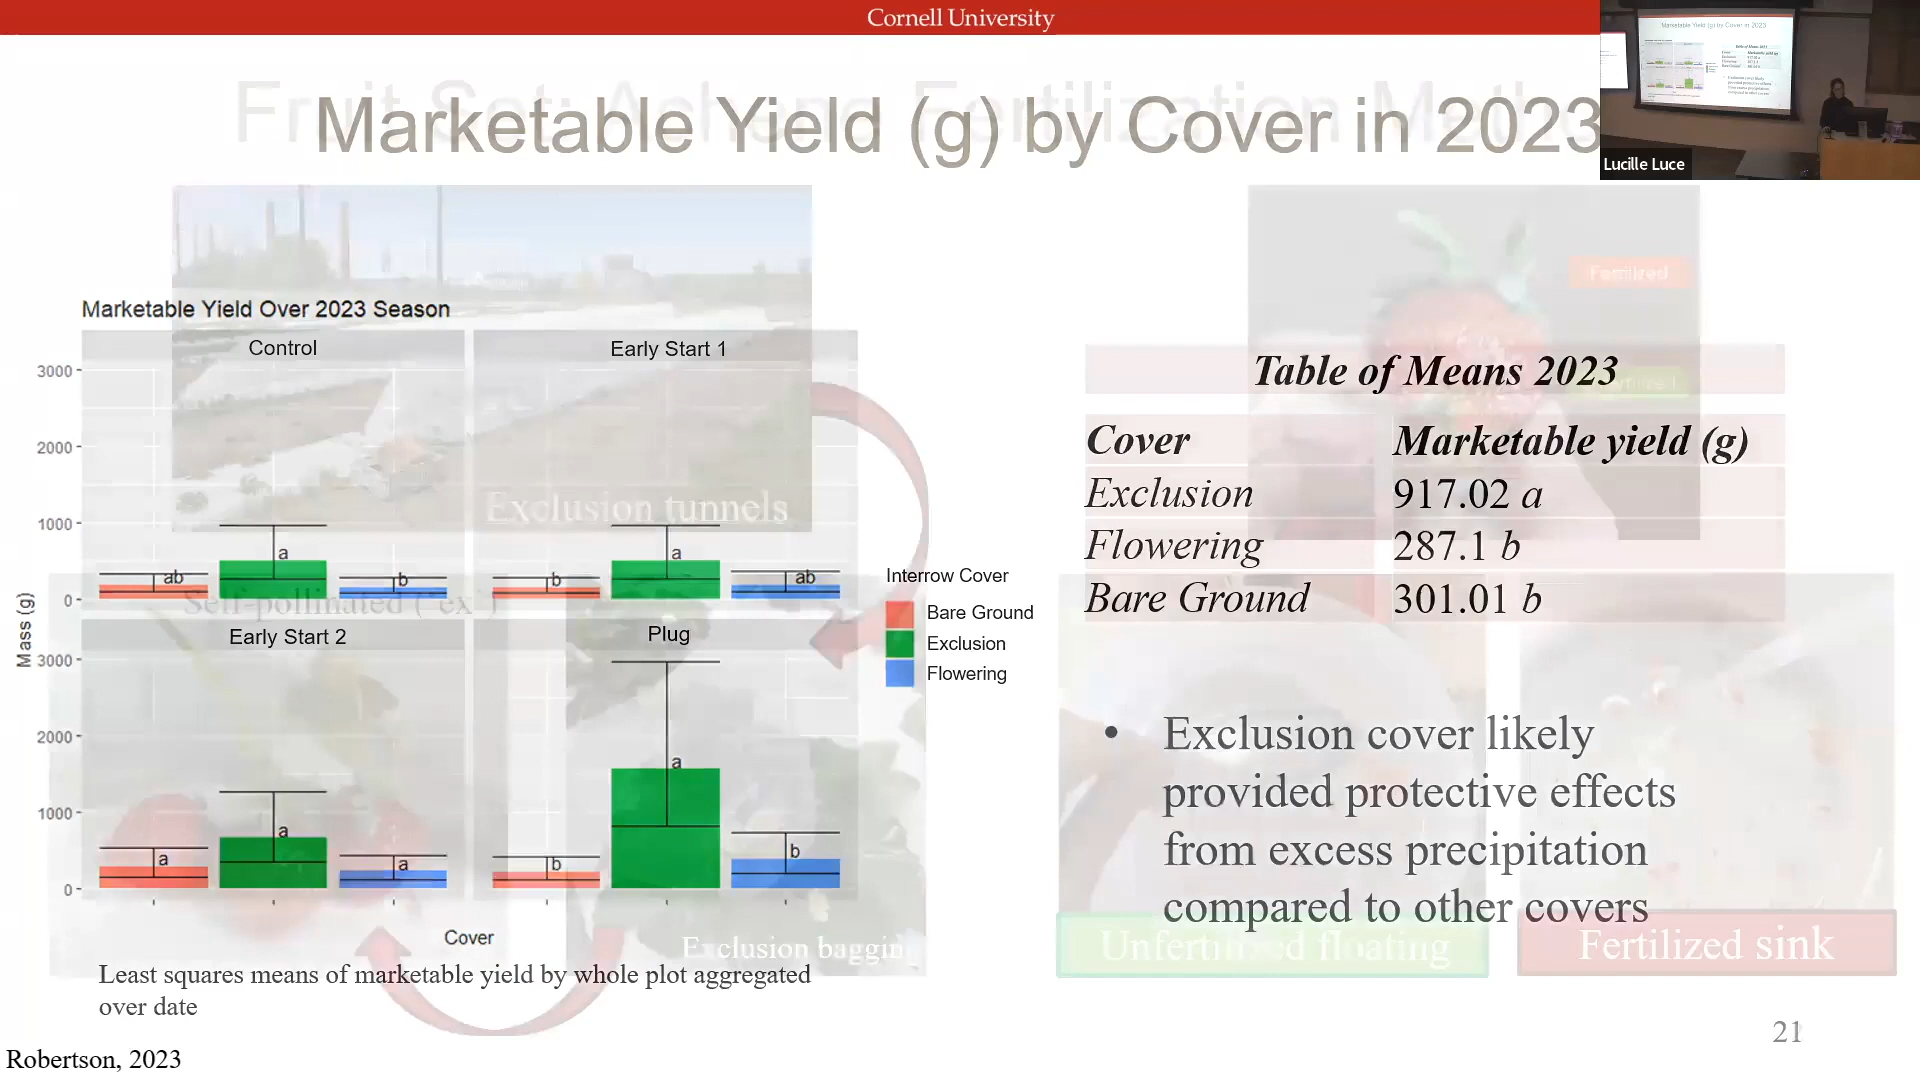 Cornell University
Marketable Yield (g) by Cover in 2023
Lucille Luce
Marketable Yield Over 2023 Season
Control
Early Start 1
3000
2000
1000
0
a
a
ab
b
b
ab
Exclusion tunnels
Self-pollinated ("ex")
Early Start 2
Plug
3000
2000
1000
0
a
a
a
b
a
b
Mass (g)
Cover
Interrow Cover
Bare Ground
Exclusion
Flowering
Exclusion bagging
Least squares means of marketable yield by whole plot aggregated
over date
Robertson, 2023
Fertilized
Table of Means 2023
Cover Marketable yield (g)
Exclusion 917.02 a
Flowering 287.1 b
Bare Ground 301.01 b
• Exclusion cover likely
provided protective effects
from excess precipitation
compared to other covers
Unfertilized floating
Fertilized sink
21